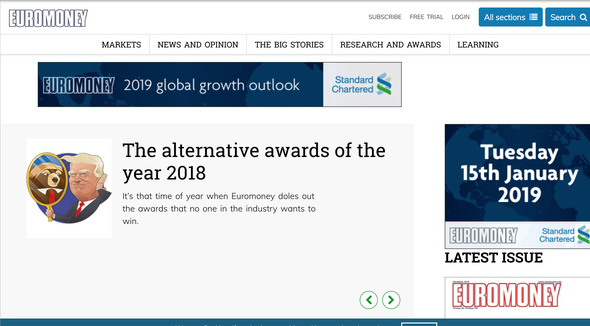 EUROMONEY
SUBSCRIBE FREE TRIAL LOGIN All sections Search
MARKETS NEWS AND OPINION THE BIG STORIES RESEARCH AND AWARDS LEARNING
EUROMONEY 2019 global growth outlook Standard
Chartered
The alternative awards of the
year 2018
It's that time of year when Euromoney doles out
the awards that no one in the industry wants to
win.
Tuesday
15th January
2019
EUROMONEY Standard
Chartered
LATEST ISSUE
EUROMONEY